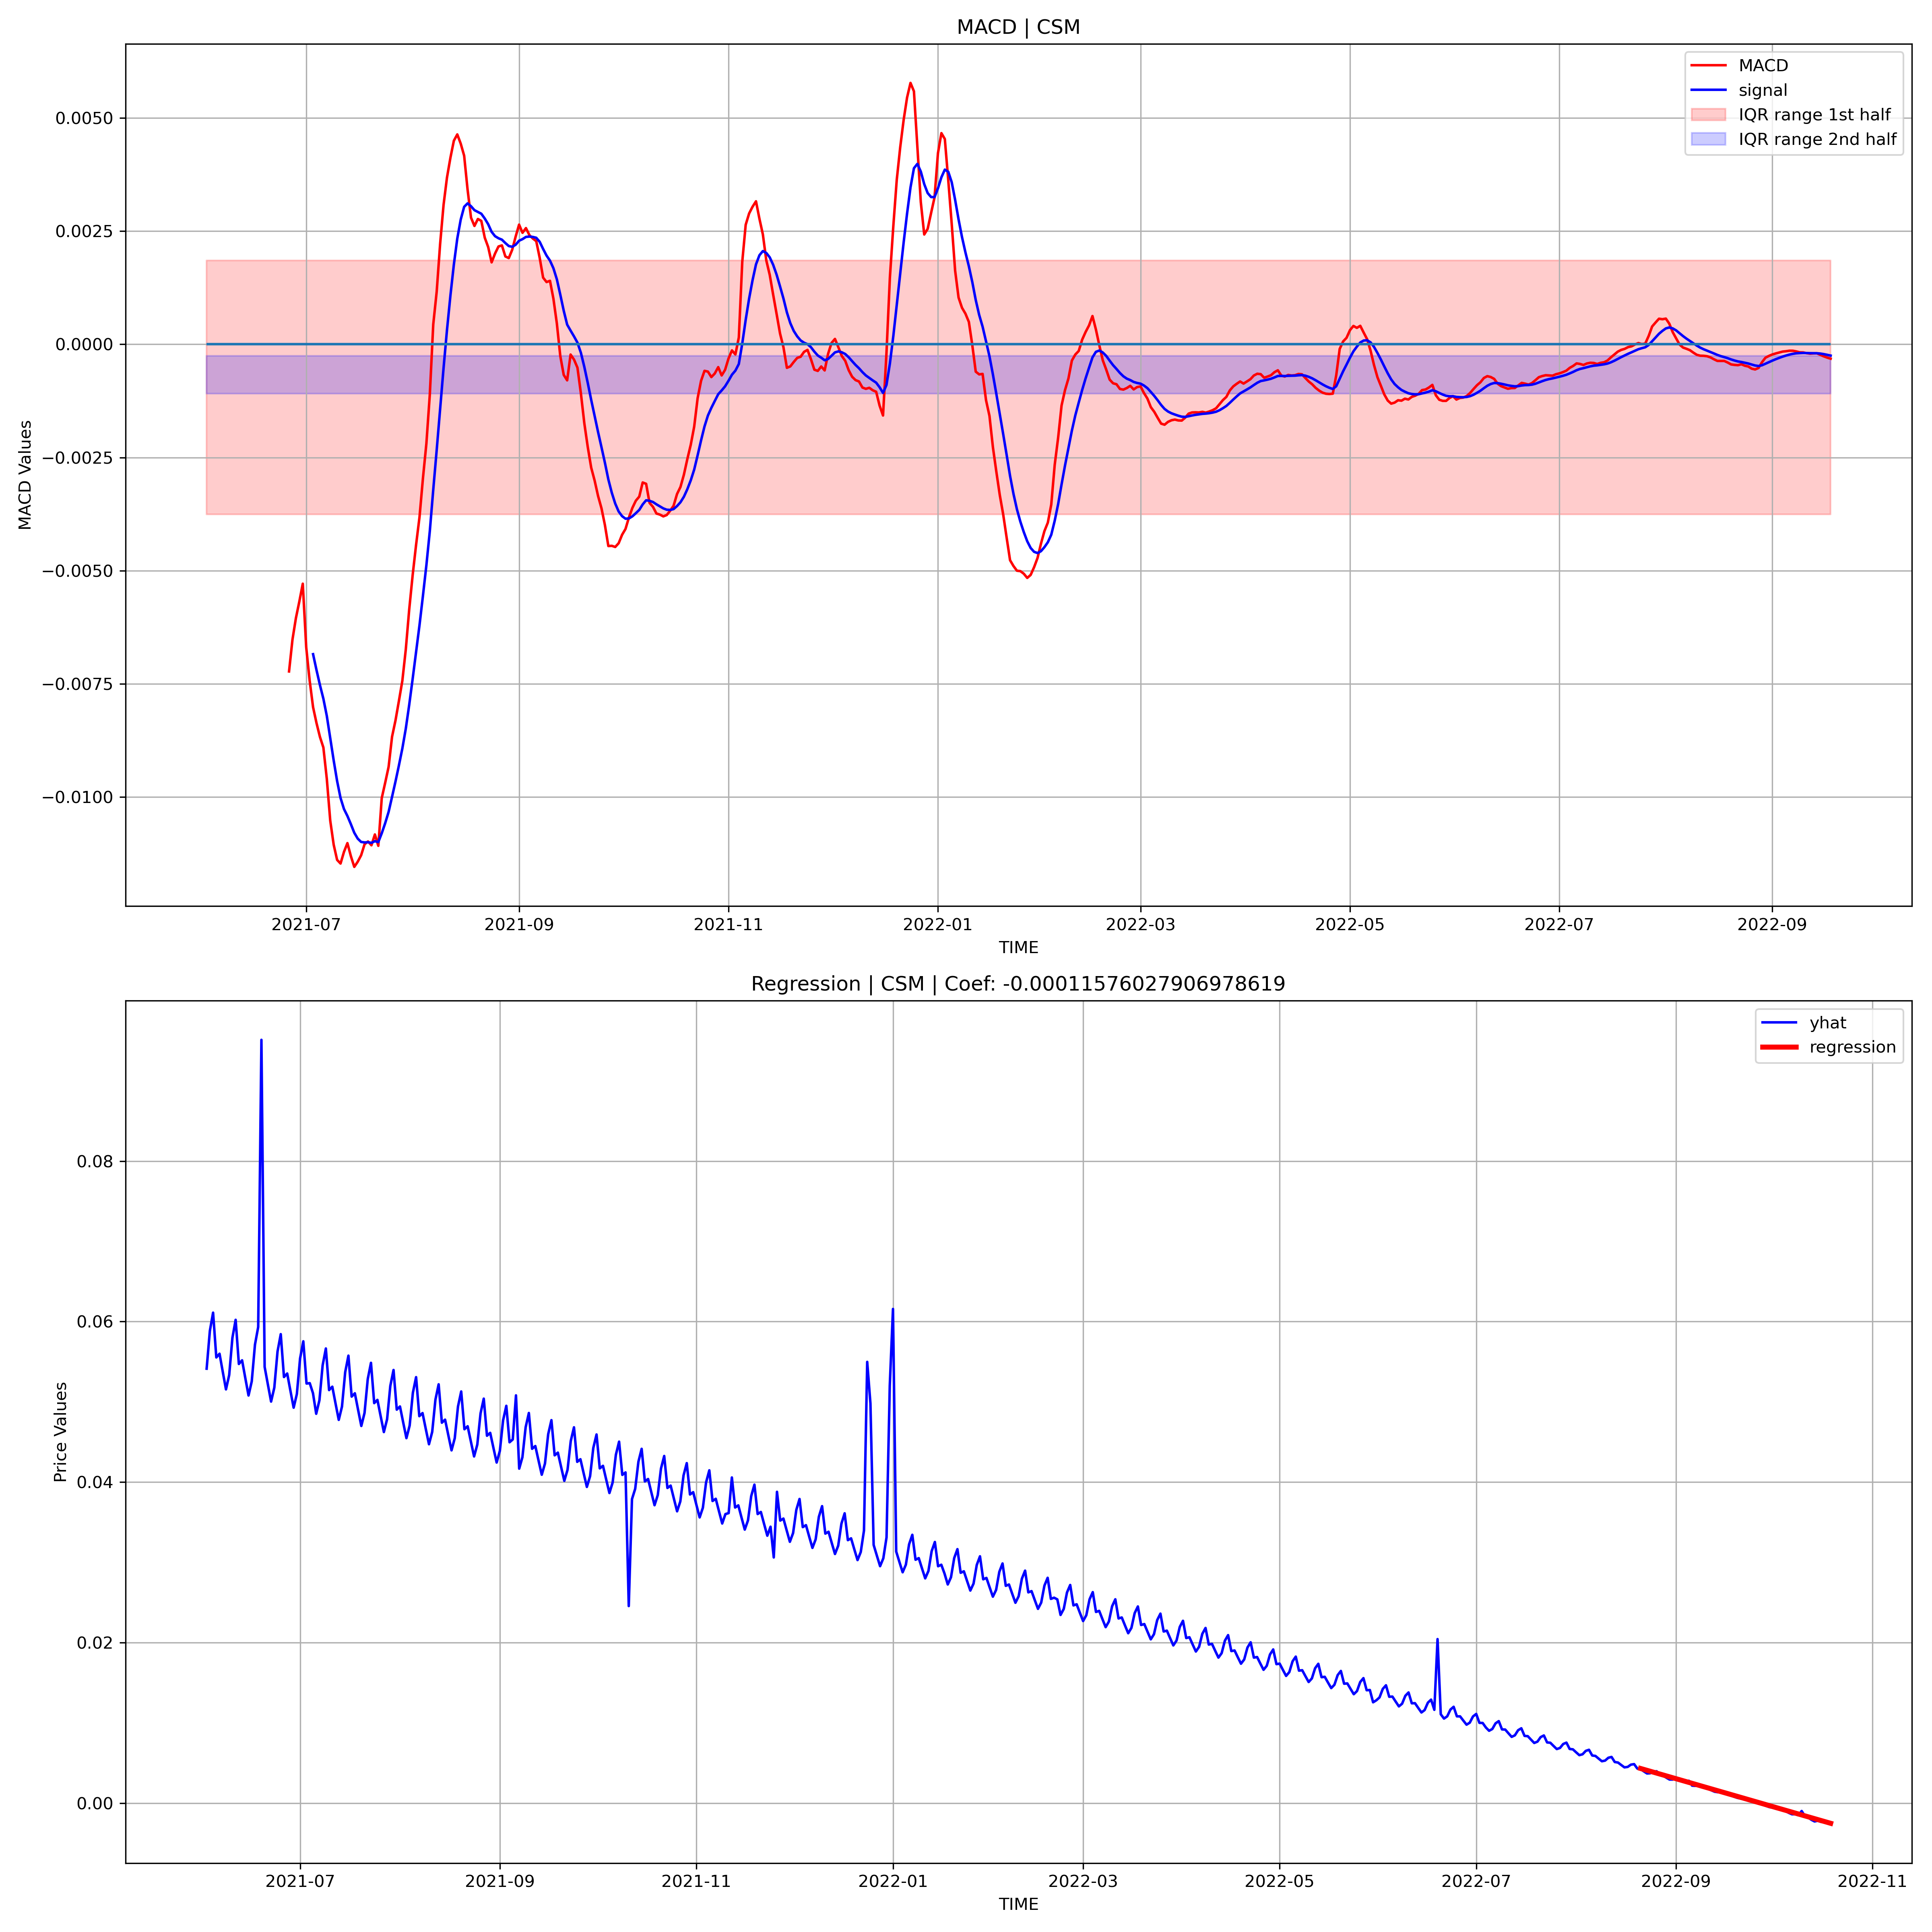 MACD | CSM
MACD
signal
IQR range 1st half
IQR range 2nd half
MACD Values
0.0050
0.0025
0.0000
−0.0025
−0.0050
−0.0075
−0.0100
2021-07 2021-09 2021-11 2022-01 2022-03 2022-05 2022-07 2022-09
TIME
Regression | CSM | Coef: -0.00011576027906978619
yhat
regression
Price Values
0.08
0.06
0.04
0.02
0.00
2021-07 2021-09 2021-11 2022-01 2022-03 2022-05 2022-07 2022-09 2022-11
TIME